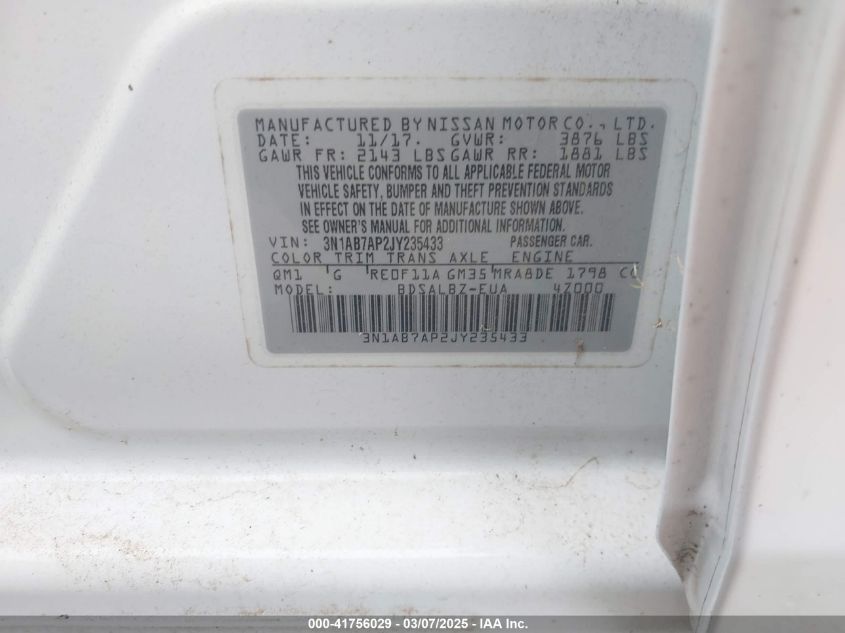 MANUFACTURED BY NISSAN MOTOR CO., LTD.
DATE: 11/17. GVWR: 3876 LBS
GAWR FR: 2143 LBS GAWR RR: 1881 LBS
THIS VEHICLE CONFORMS TO ALL APPLICABLE FEDERAL MOTOR
VEHICLE SAFETY, BUMPER AND THEFT PREVENTION STANDARDS
IN EFFECT ON THE DATE OF MANUFACTURE SHOWN ABOVE.
SEE OWNER'S MANUAL FOR ADDITIONAL INFORMATION.
VIN: 3N1AB7AP2JY235433 PASSENGER CAR.
COLOR TRIM TRANS AXLE ENGINE
QM1 G RE0F11A GM35 MRA8DE 1798 CC
MODEL: BDSALBZ-EUA 4Z000
3N1AB7AP2JY235433
000-41756029 — 03/07/2025 — IAA Inc.